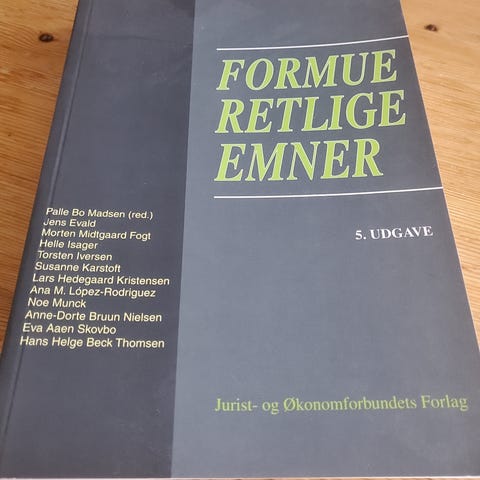 FORMUE
RETLIGE
EMNER
5. UDGAVE
Palle Bo Madsen (red.)
Jens Evald
Morten Midtgaard Fogt
Helle Isager
Torsten Iversen
Susanne Karstoft
Lars Hedegaard Kristensen
Ana M. López-Rodriguez
Noe Munck
Anne-Dorte Bruun Nielsen
Eva Aaen Skovbo
Hans Helge Beck Thomsen
Jurist- og Økonomforbundets Forlag